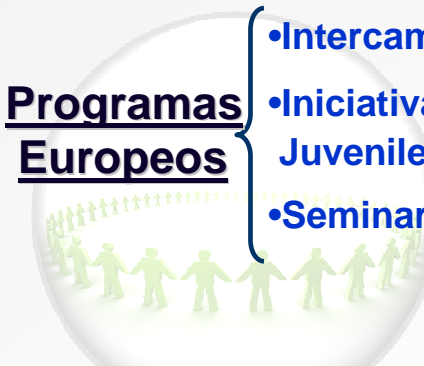 Programas
Europeos
•Intercam
•Iniciativa
Juvenile
•Seminar